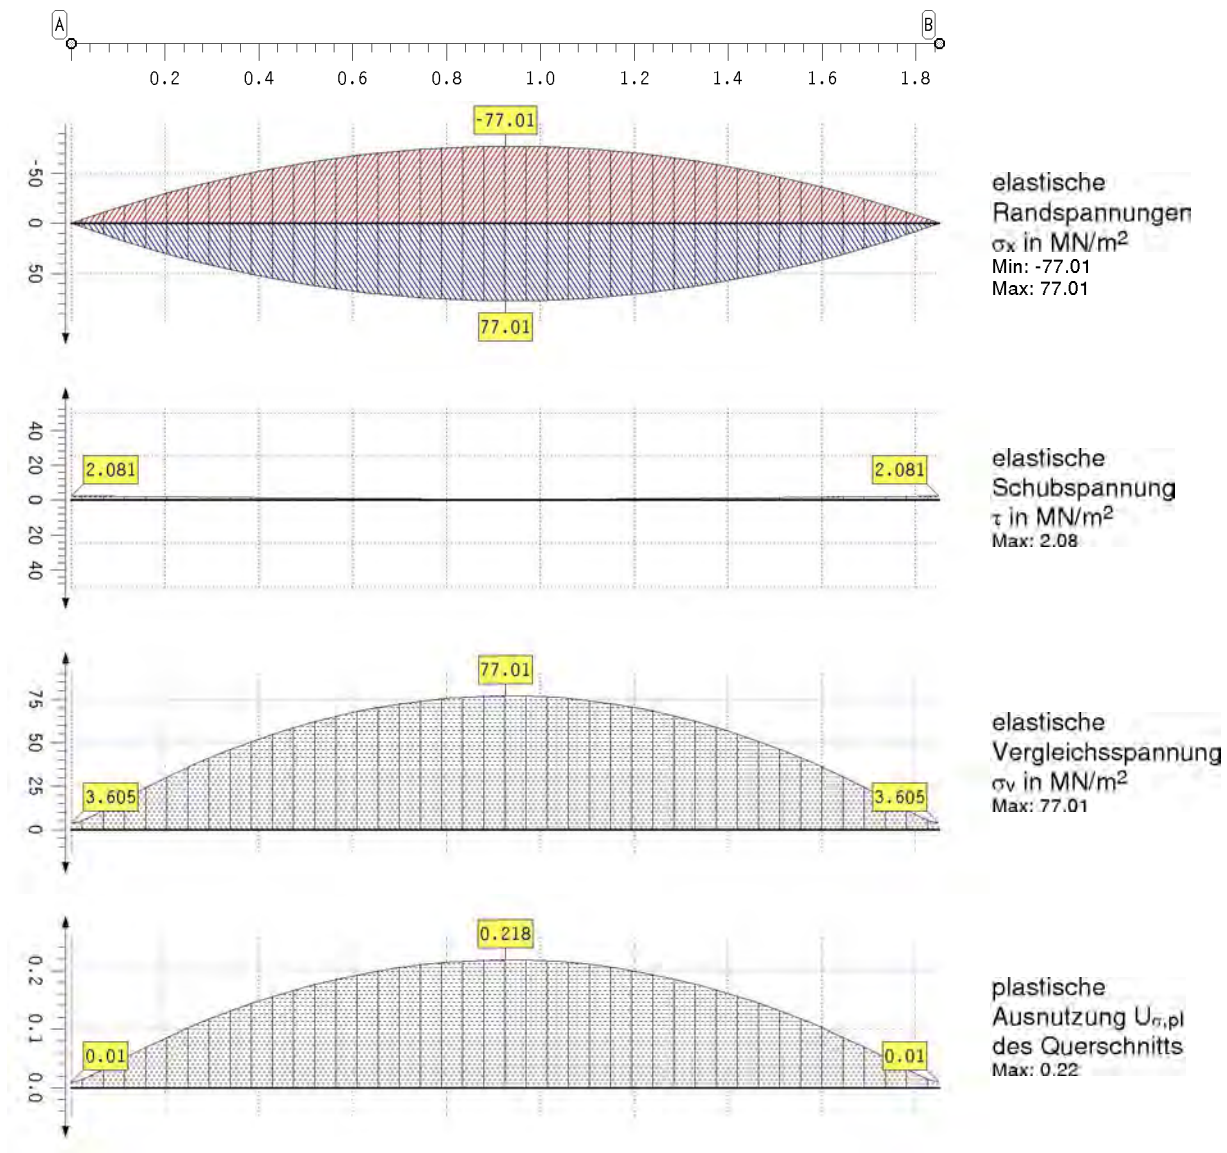 A B
0.2 0.4 0.6 0.8 1.0 1.2 1.4 1.6 1.8
-77.01
-50
0
50
77.01
elastische
Randspannungen
σx in MN/m²
Min: -77.01
Max: 77.01
40
20
0
20
40
2.081 2.081
elastische
Schubspannung
τ in MN/m²
Max: 2.08
77.01
75
50
25
0
3.605 3.605
elastische
Vergleichsspannung
σv in MN/m²
Max: 77.01
0.218
0.2
0.1
0.0
0.01 0.01
plastische
Ausnutzung Uσ,pl
des Querschnitts
Max: 0.22